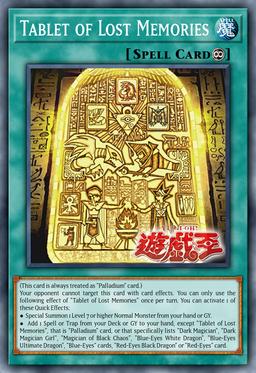 TABLET OF LOST MEMORIES
SPELL
魔
[SPELL CARD]
遊戯王
(This card is always treated as "Palladium" card.)
Your opponent cannot target this card with card effects. You can only use the
following effect of "Tablet of Lost Memories" once per turn. You can activate 1 of
these Quick Effects;
● Special Summon 1 Level 7 or higher Normal Monster from your hand or GY.
● Add 1 Spell or Trap from your Deck or GY to your hand, except "Tablet of Lost
Memories", that is "Palladium" card, or that specifically lists "Dark Magician", "Dark
Magician Girl", "Magician of Black Chaos", "Blue-Eyes White Dragon", "Blue-Eyes
Ultimate Dragon", "Blue-Eyes" cards, "Red-Eyes Black Dragon" or "Red-Eyes" card.